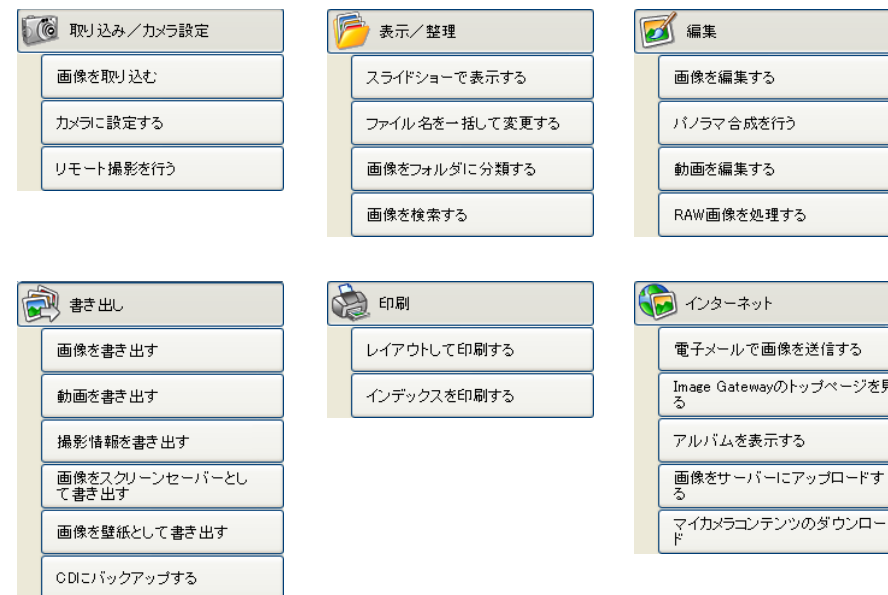 取り込み／カメラ設定
画像を取り込む
カメラに設定する
リモート撮影を行う
表示／整理
スライドショーで表示する
ファイル名を一括して変更する
画像をフォルダに分類する
画像を検索する
編集
画像を編集する
パノラマ合成を行う
動画を編集する
RAW画像を処理する
書き出し
画像を書き出す
動画を書き出す
撮影情報を書き出す
画像をスクリーンセーバーとし
て書き出す
画像を壁紙として書き出す
CDにバックアップする
印刷
レイアウトして印刷する
インデックスを印刷する
インターネット
電子メールで画像を送信する
Image Gatewayのトップページを見
る
アルバムを表示する
画像をサーバーにアップロードす
る
マイカメラコンテンツのダウンロー
ド